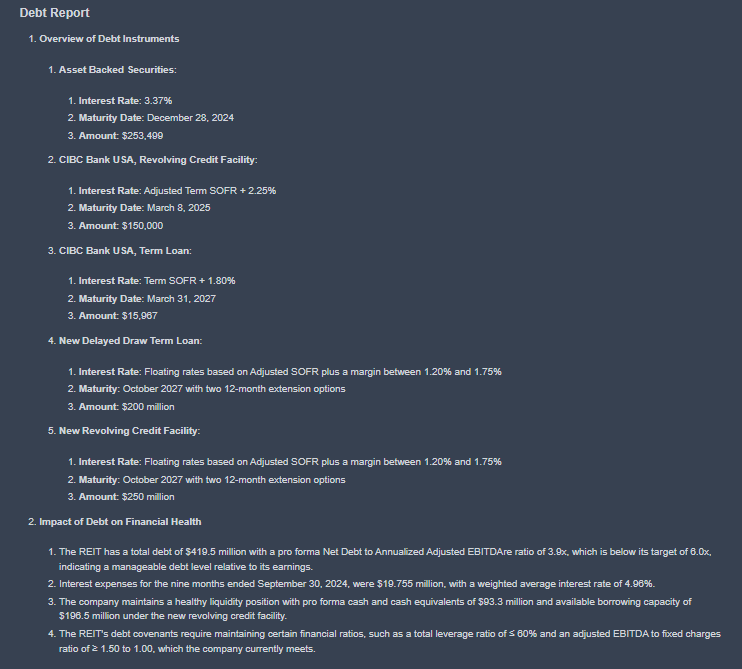 Debt Report
1. Overview of Debt Instruments
1. Asset Backed Securities:
1. Interest Rate: 3.37%
2. Maturity Date: December 28, 2024
3. Amount: $253,499
2. CIBC Bank USA, Revolving Credit Facility:
1. Interest Rate: Adjusted Term SOFR + 2.25%
2. Maturity Date: March 8, 2025
3. Amount: $150,000
3. CIBC Bank USA, Term Loan:
1. Interest Rate: Term SOFR + 1.80%
2. Maturity Date: March 31, 2027
3. Amount: $15,967
4. New Delayed Draw Term Loan:
1. Interest Rate: Floating rates based on Adjusted SOFR plus a margin between 1.20% and 1.75%
2. Maturity: October 2027 with two 12-month extension options
3. Amount: $200 million
5. New Revolving Credit Facility:
1. Interest Rate: Floating rates based on Adjusted SOFR plus a margin between 1.20% and 1.75%
2. Maturity: October 2027 with two 12-month extension options
3. Amount: $250 million
2. Impact of Debt on Financial Health
1. The REIT has a total debt of $419.5 million with a pro forma Net Debt to Annualized Adjusted EBITDAre ratio of 3.9x, which is below its target of 6.0x,
indicating a manageable debt level relative to its earnings.
2. Interest expenses for the nine months ended September 30, 2024, were $19.755 million, with a weighted average interest rate of 4.96%.
3. The company maintains a healthy liquidity position with pro forma cash and cash equivalents of $93.3 million and available borrowing capacity of
$196.5 million under the new revolving credit facility.
4. The REIT's debt covenants require maintaining certain financial ratios, such as a total leverage ratio of ≤ 60% and an adjusted EBITDA to fixed charges
ratio of ≥ 1.50 to 1.00, which the company currently meets.